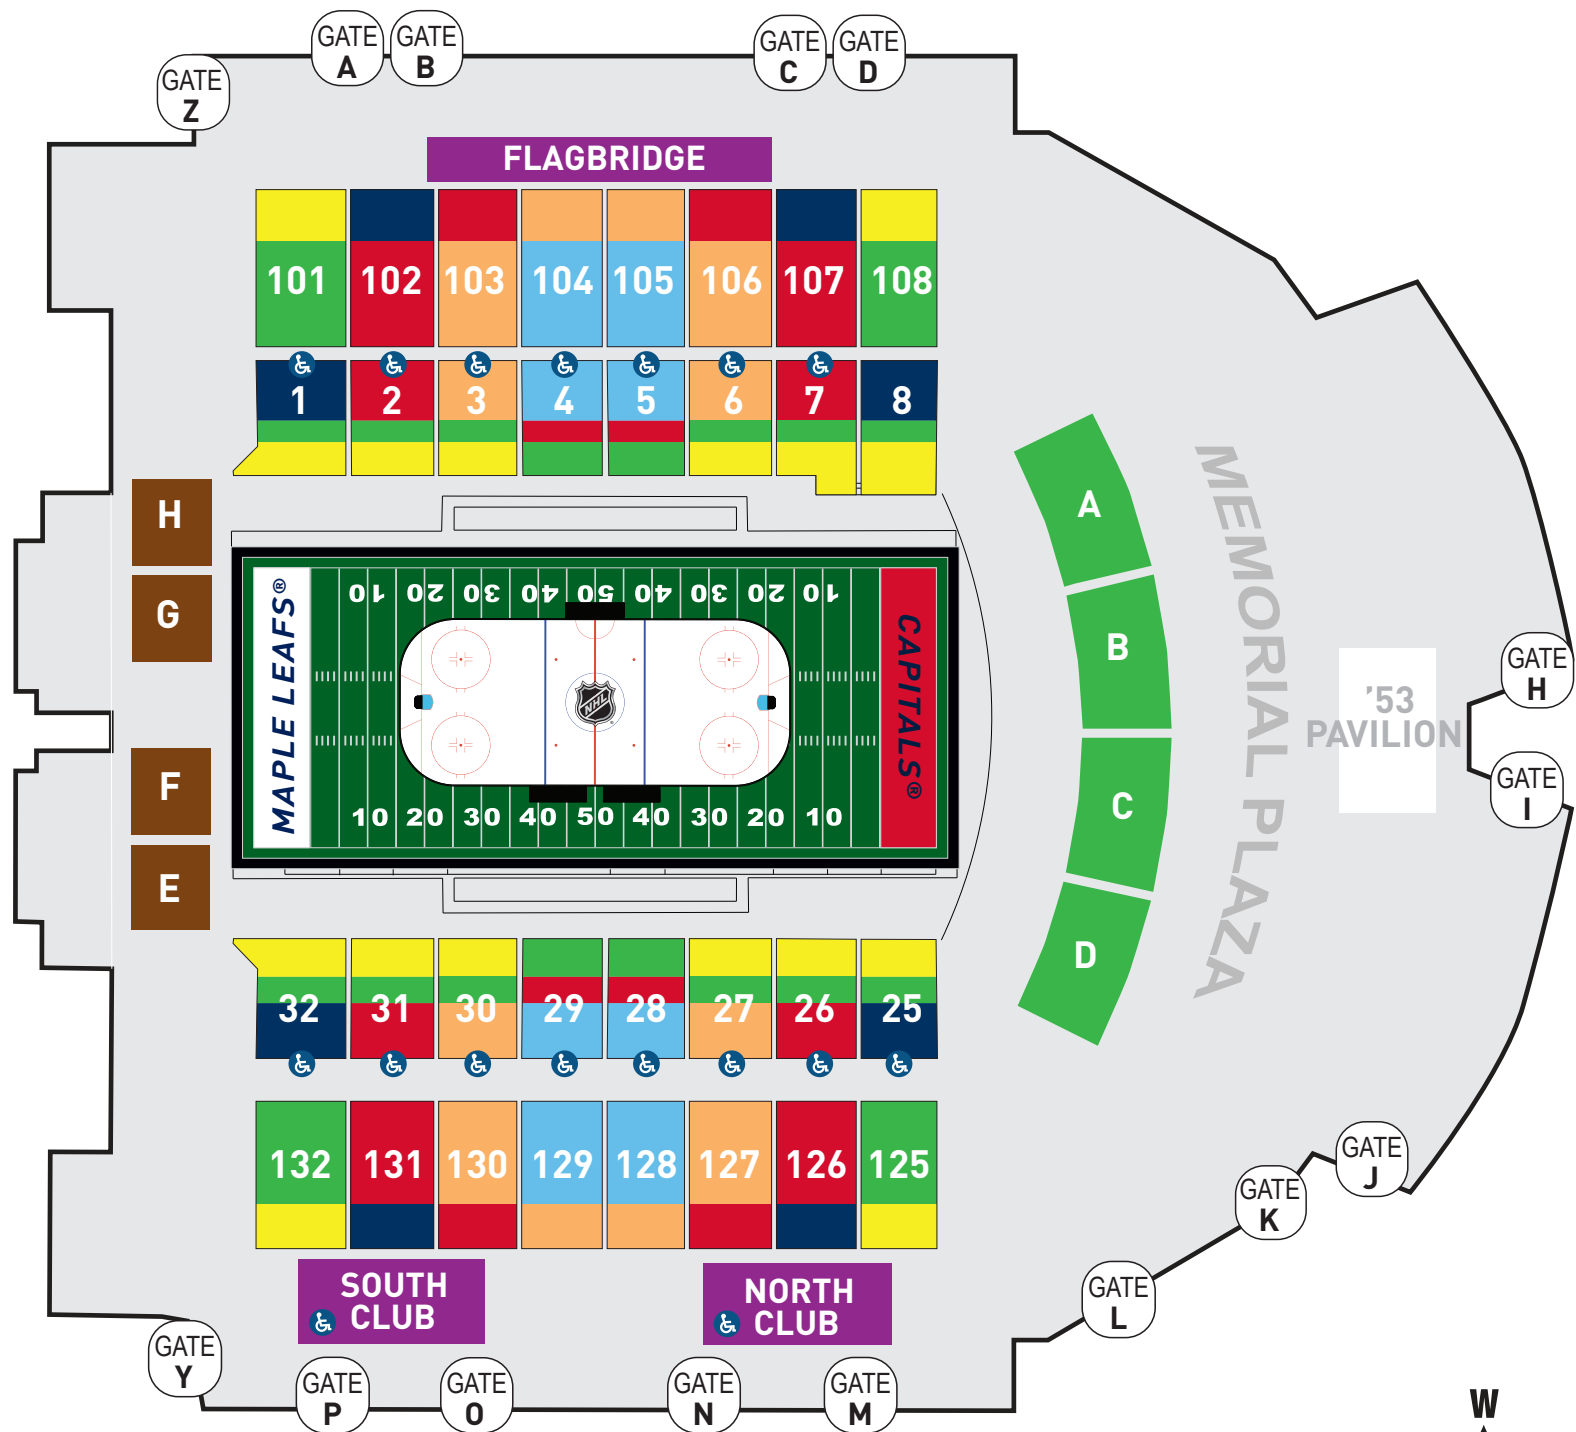 GATE
A
GATE
B
GATE
C
GATE
D
GATE
Z
FLAGBRIDGE
101
102
103
104
105
106
107
108
1
2
3
4
5
6
7
8
H
G
F
E
MAPLE LEAFS®
10 20 30 40 50 40 30 20 10
NHL
10 20 30 40 50 40 30 20 10
CAPITALS®
A
B
C
D
MEMORIAL PLAZA
'53
PAVILION
GATE
H
GATE
I
32
31
30
29
28
27
26
25
132
131
130
129
128
127
126
125
GATE
J
GATE
K
GATE
L
SOUTH
CLUB
NORTH
CLUB
GATE
Y
GATE
P
GATE
O
GATE
N
GATE
M
W